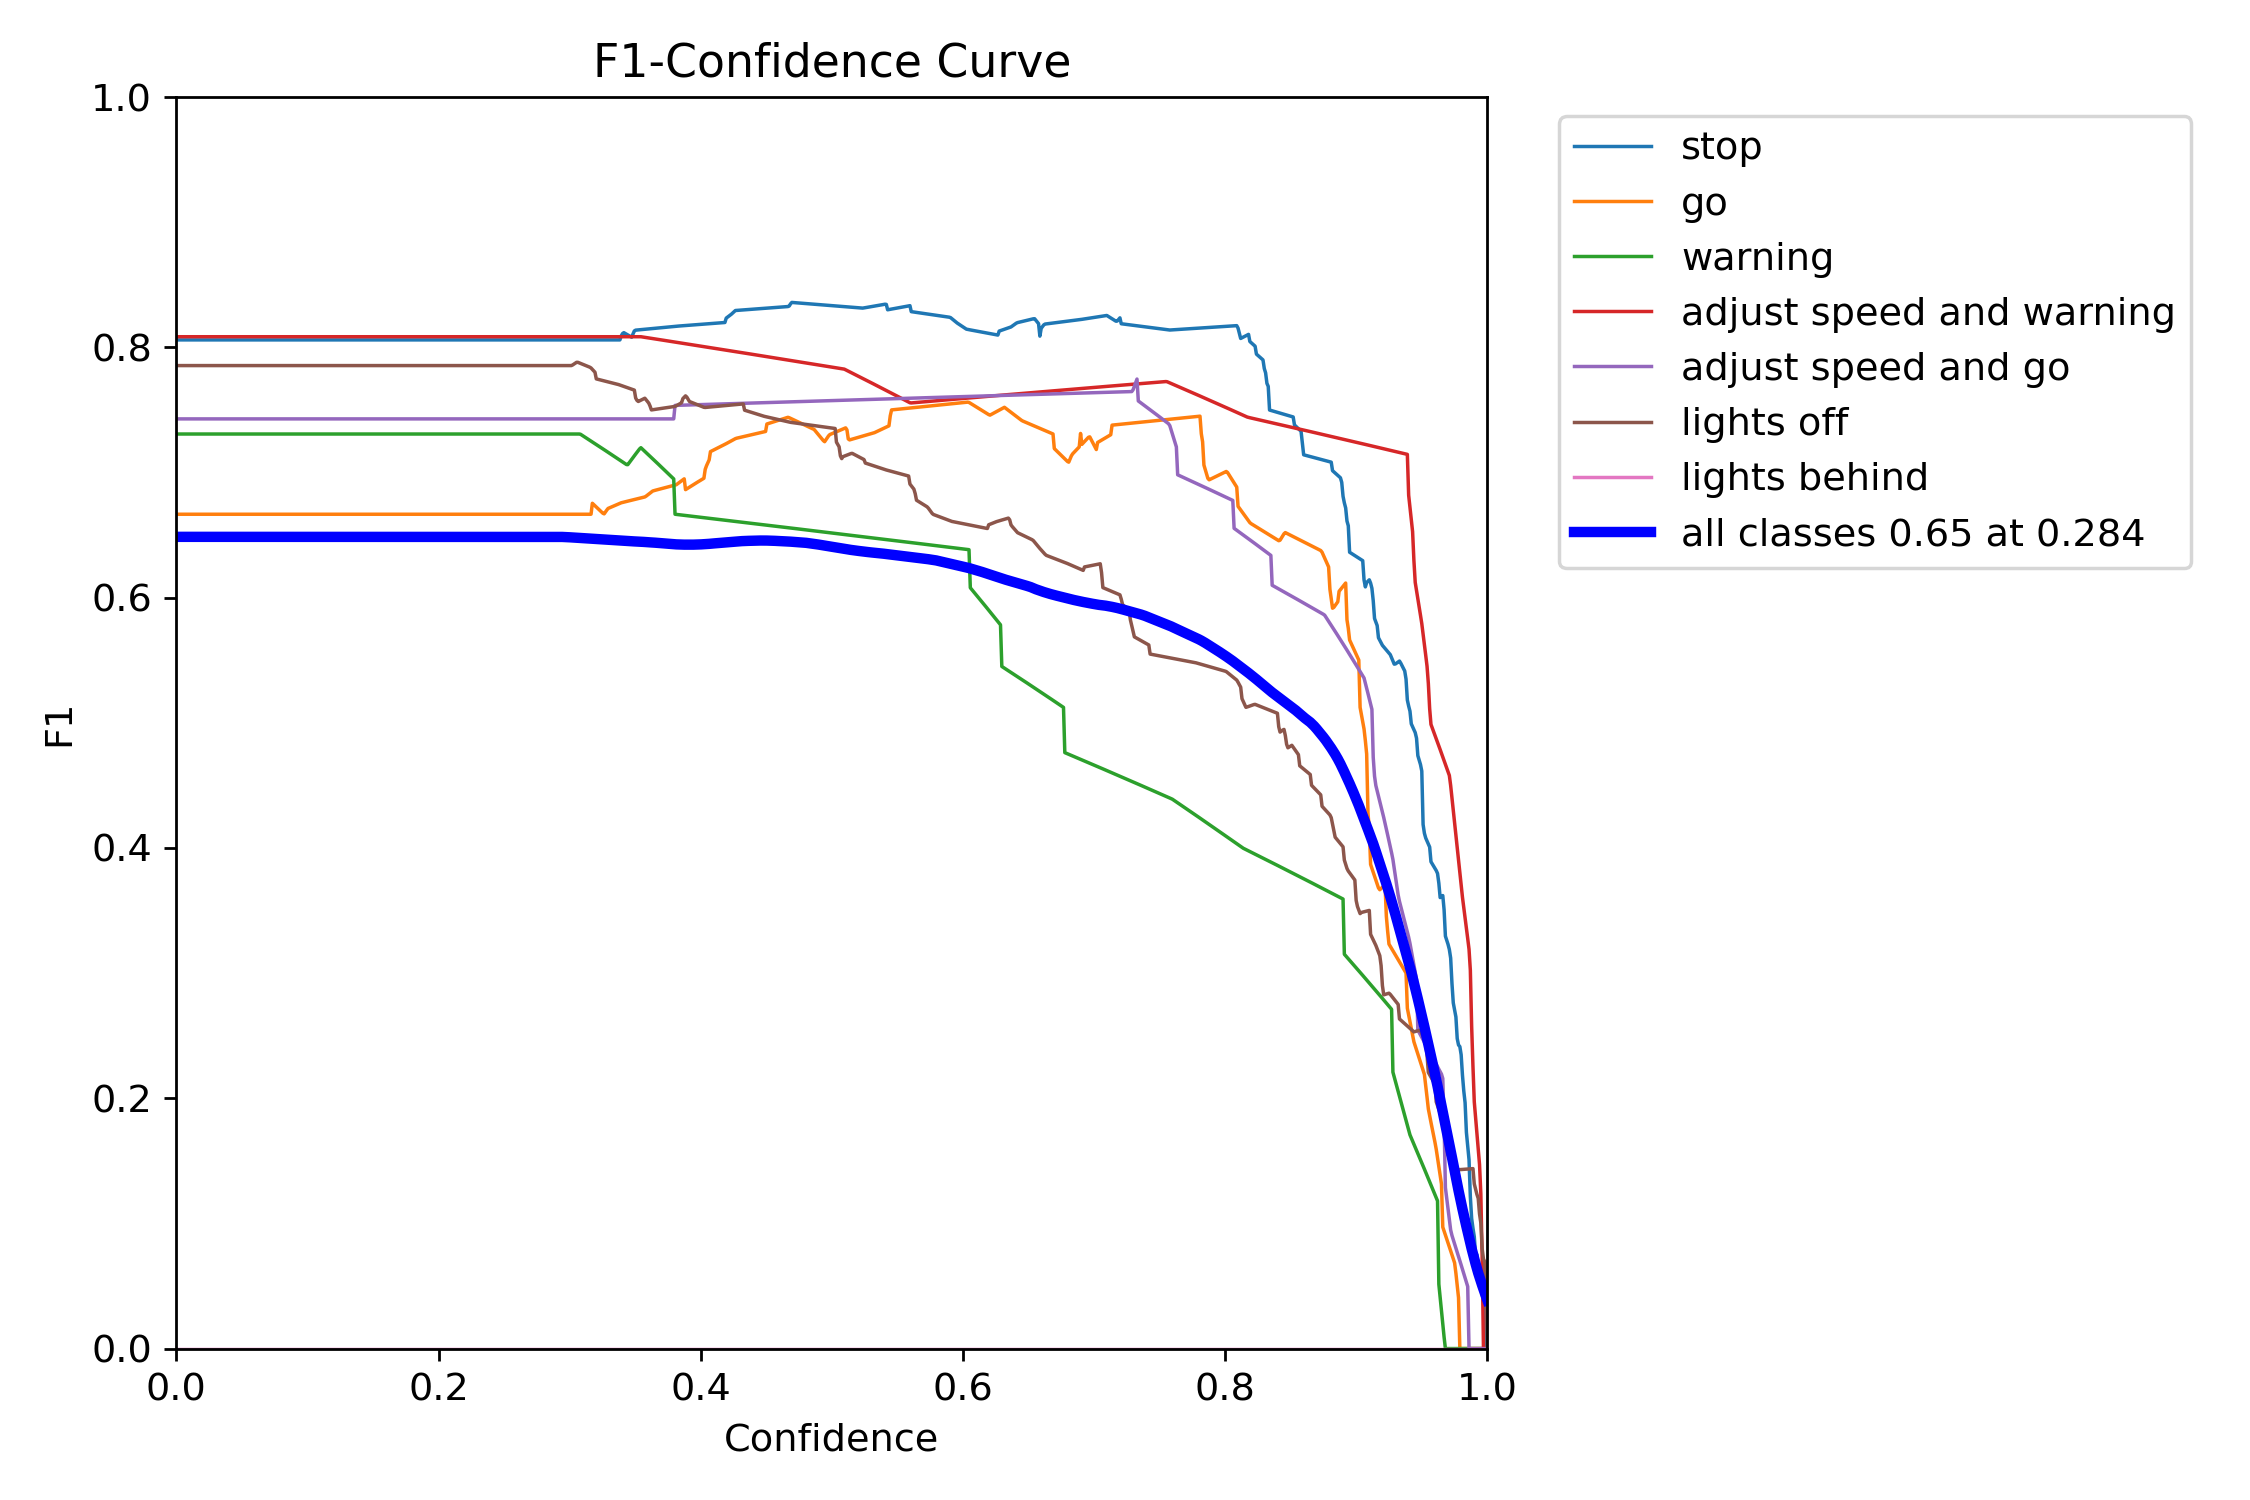 F1-Confidence Curve
1.0
0.8
0.6
0.4
0.2
0.0
F1
0.0 0.2 0.4 0.6 0.8 1.0
Confidence
stop
go
warning
adjust speed and warning
adjust speed and go
lights off
lights behind
all classes 0.65 at 0.284